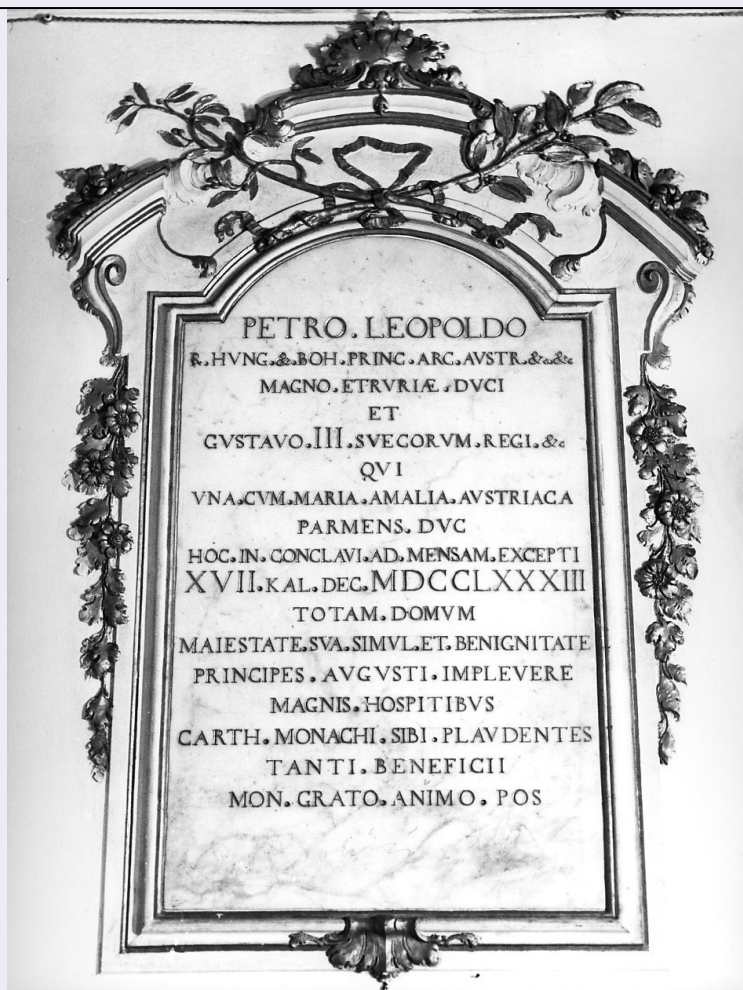 PETRO. LEOPOLDO
R. HVNG. &. BOH. PRINC. ARC. AVSTR. &c. &c.
MAGNO. ETRVRIÆ. DVCI
ET
GVSTAVO. III. SVECORVM. REGI. &c
QVI
VNA. CVM. MARIA. AMALIA. AVSTRIACA
PARMENS. DVC
HOC. IN. CONCLAVI. AD. MENSAM. EXCEPTI
XVII. KAL. DEC. MDCCLXXXIII
TOTAM. DOMVM
MAIESTATE. SVA. SIMVL. ET. BENIGNITATE
PRINCIPES. AVGVSTI. IMPLEVERE
MAGNIS. HOSPITIBVS
CARTH. MONACHI. SIBI. PLAVDENTES
TANTI. BENEFICII
MON. GRATO. ANIMO. POS